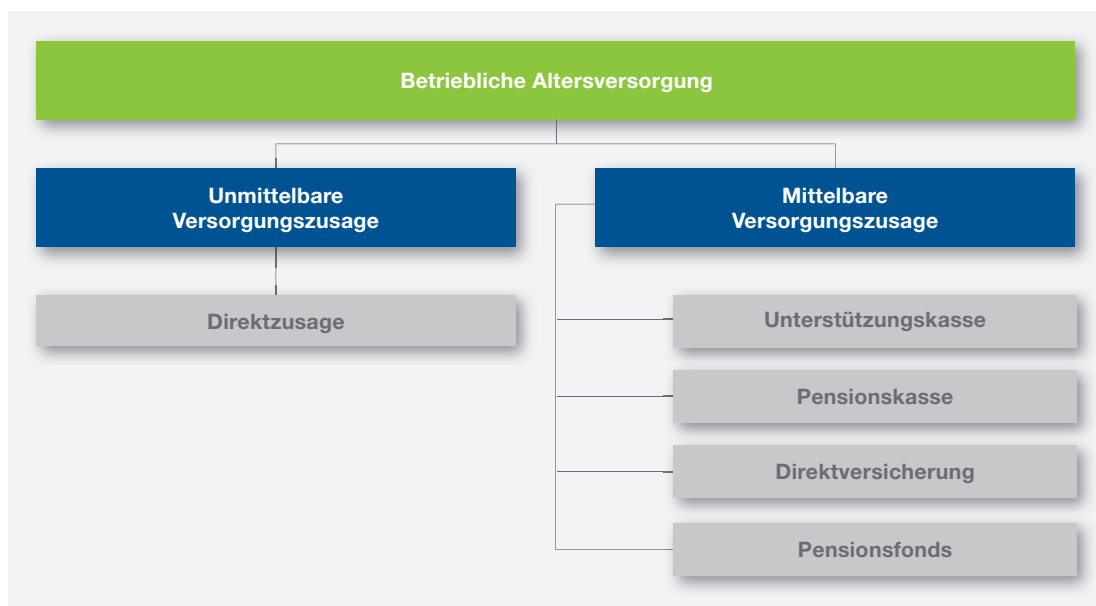 Betriebliche Altersversorgung
Unmittelbare
Versorgungszusage
Direktzusage
Mittelbare
Versorgungszusage
Unterstützungskasse
Pensionskasse
Direktversicherung
Pensionsfonds